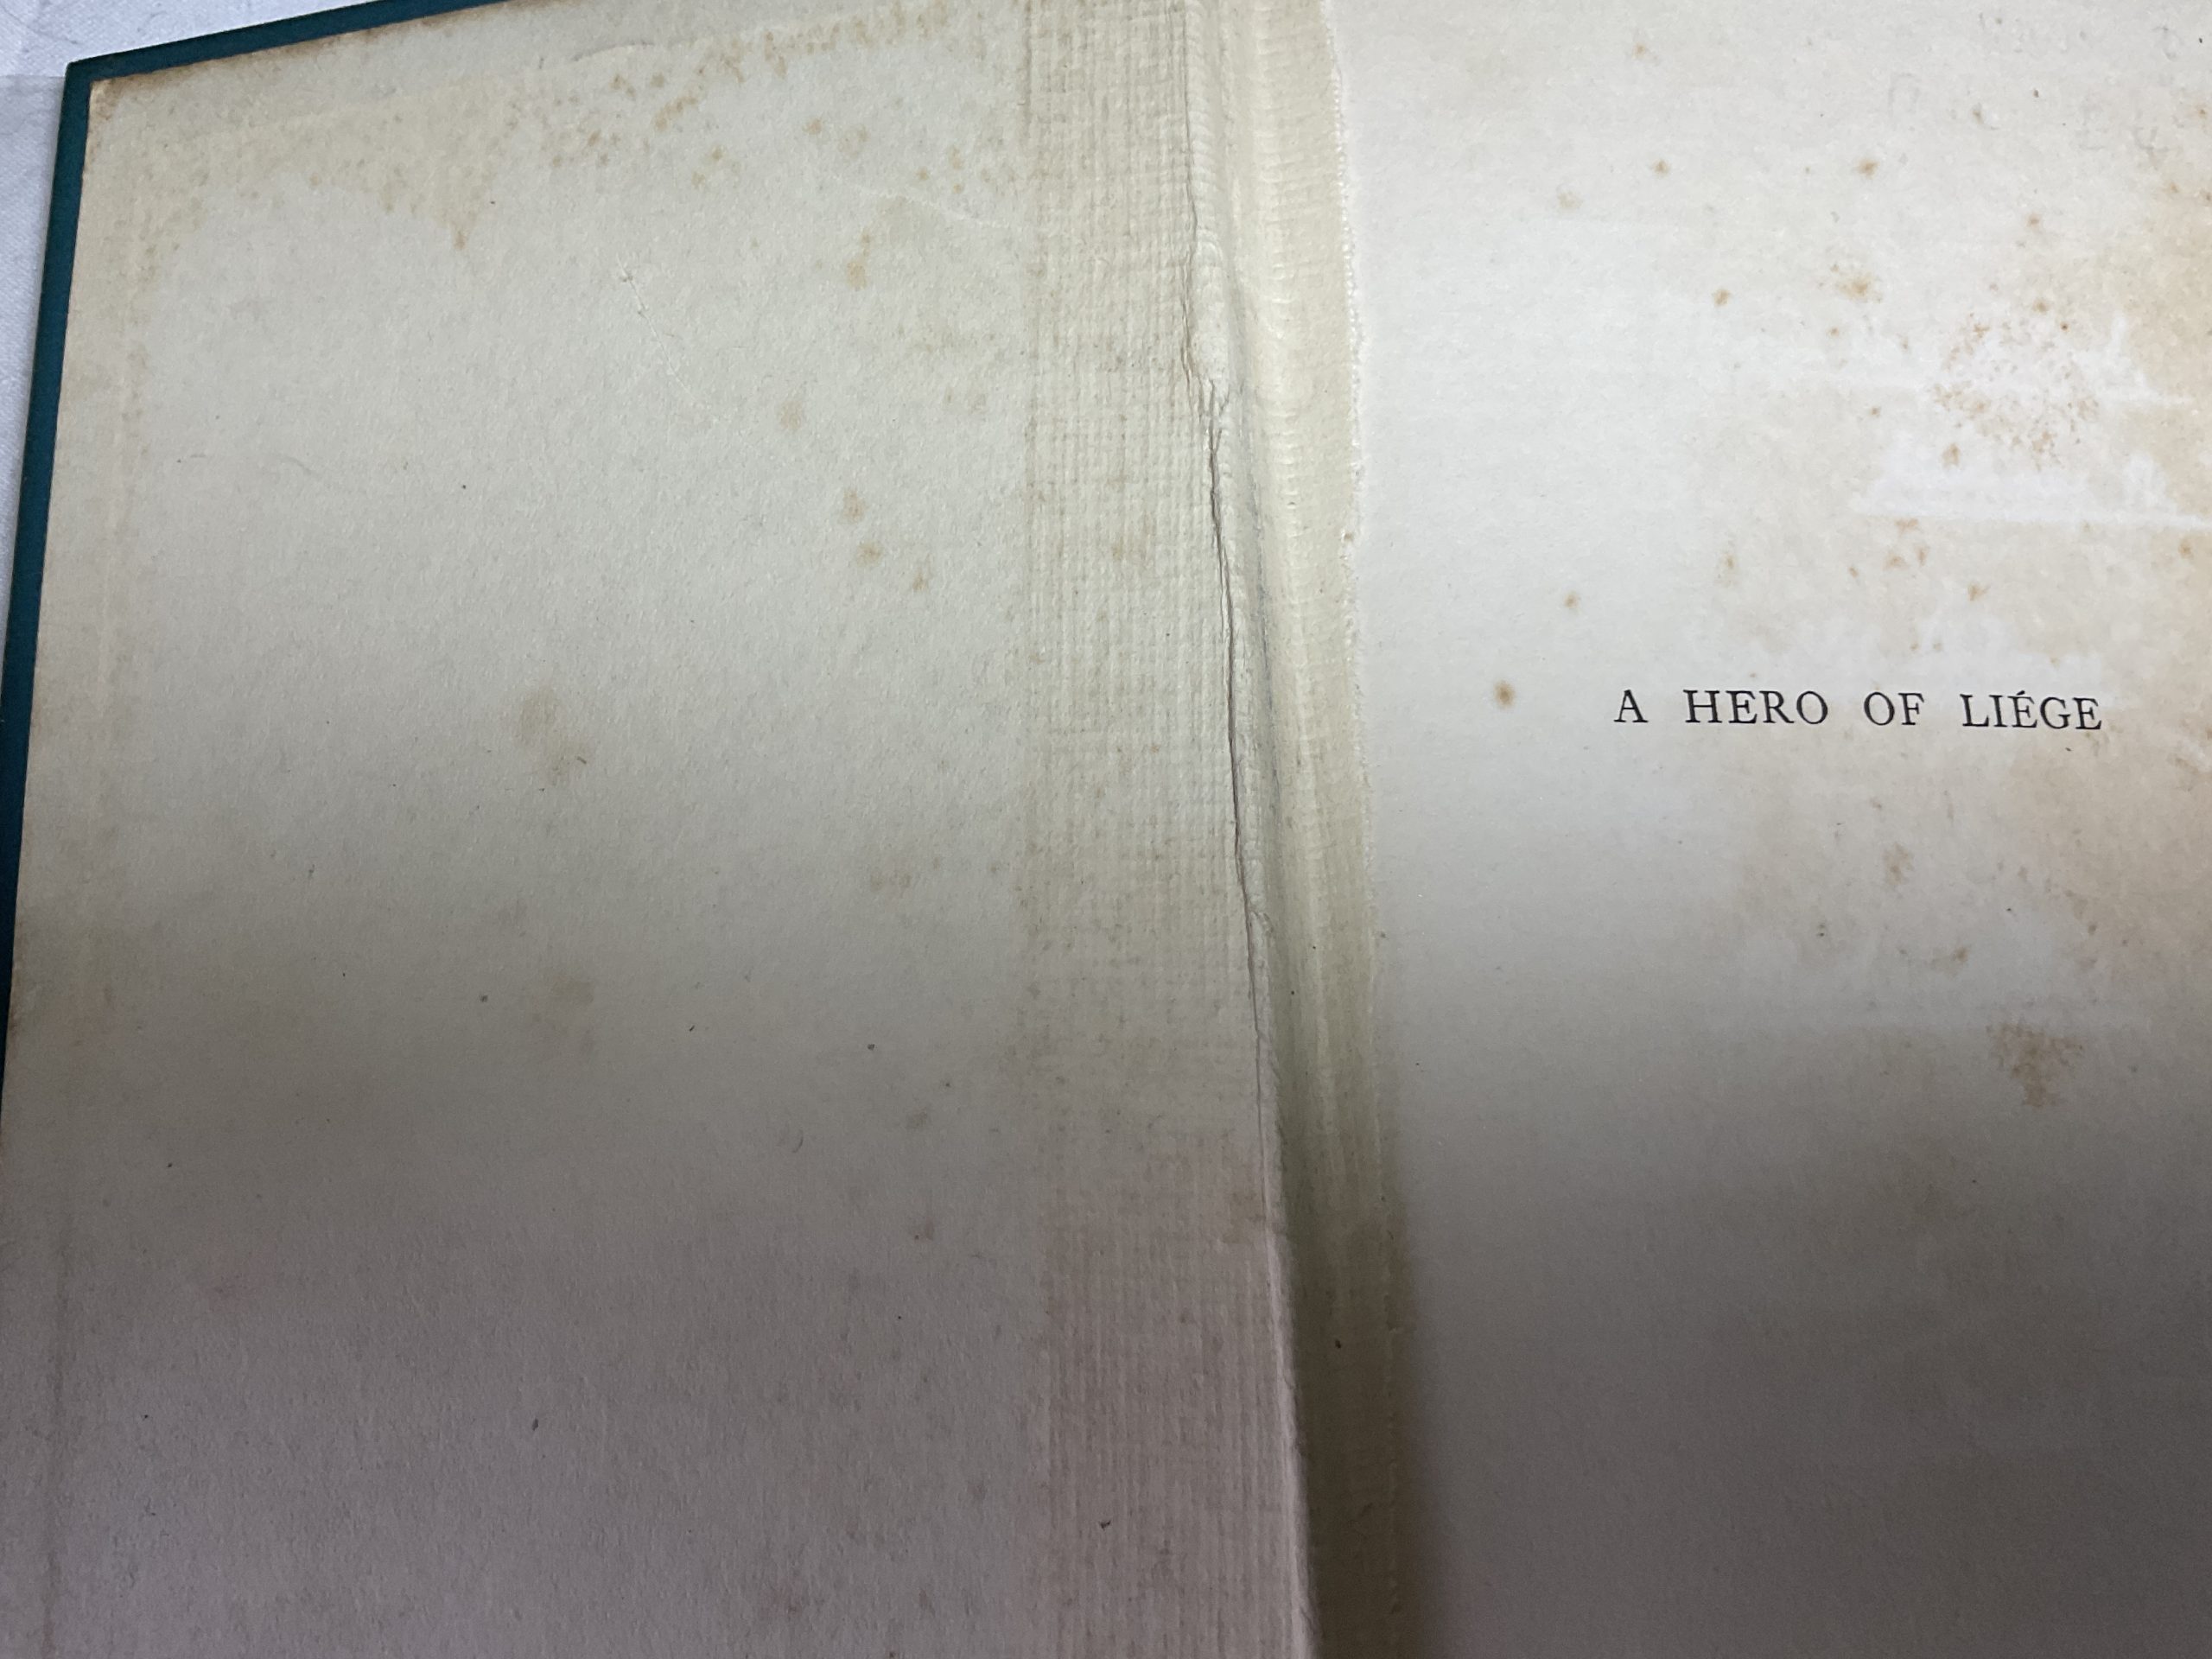 A HERO OF LIÉGE